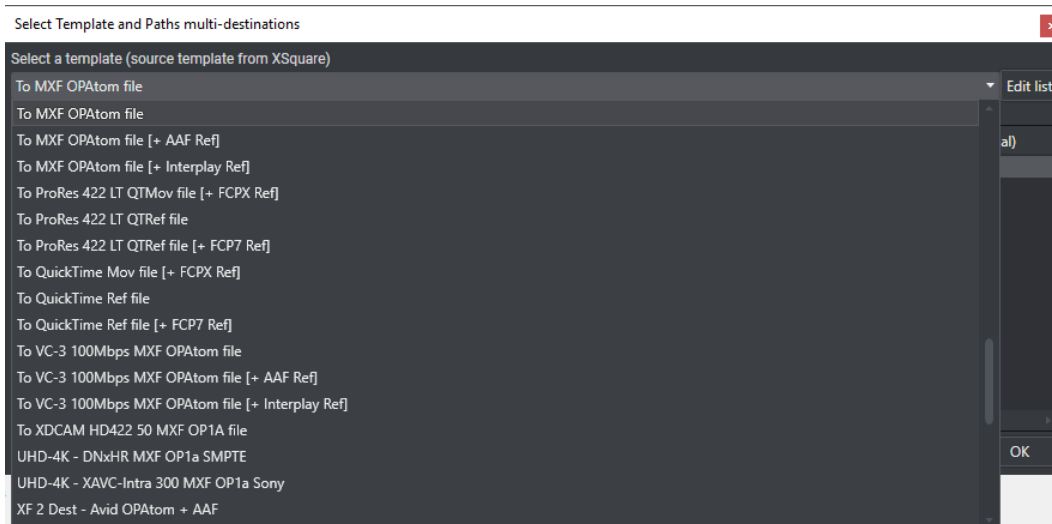 Select Template and Paths multi-destinations
Select a template (source template from XSquare)
To MXF OPAtom file
Edit list
To MXF OPAtom file
To MXF OPAtom file [+ AAF Ref]
al)
To MXF OPAtom file [+ Interplay Ref]
To ProRes 422 LT QTMov file [+ FCPX Ref]
To ProRes 422 LT QTRef file
To ProRes 422 LT QTRef file [+ FCP7 Ref]
To QuickTime Mov file [+ FCPX Ref]
To QuickTime Ref file
To QuickTime Ref file [+ FCP7 Ref]
To VC-3 100Mbps MXF OPAtom file
To VC-3 100Mbps MXF OPAtom file [+ AAF Ref]
To VC-3 100Mbps MXF OPAtom file [+ Interplay Ref]
To XDCAM HD422 50 MXF OP1A file
UHD-4K - DNxHR MXF OP1a SMPTE
OK
UHD-4K - XAVC-Intra 300 MXF OP1a Sony
XF 2 Dest - Avid OPAtom + AAF